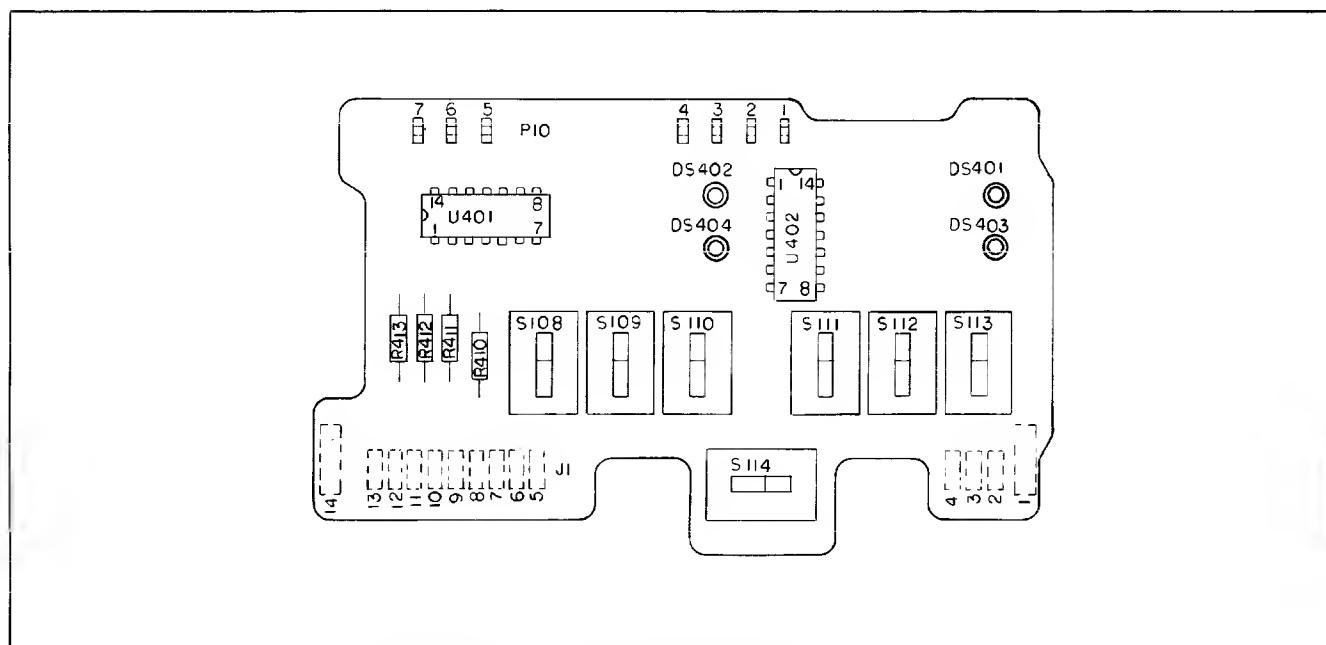 7 6 5 P10 4 3 2 1
DS402 DS401
1 14
14 8
U401
1 7
U402
DS404 DS403
7 8
R413 R412 R411 R410
S108 S109 S110 S111 S112 S113
S114
J1
14 13 12 11 10 9 8 7 6 5 4 3 2 1